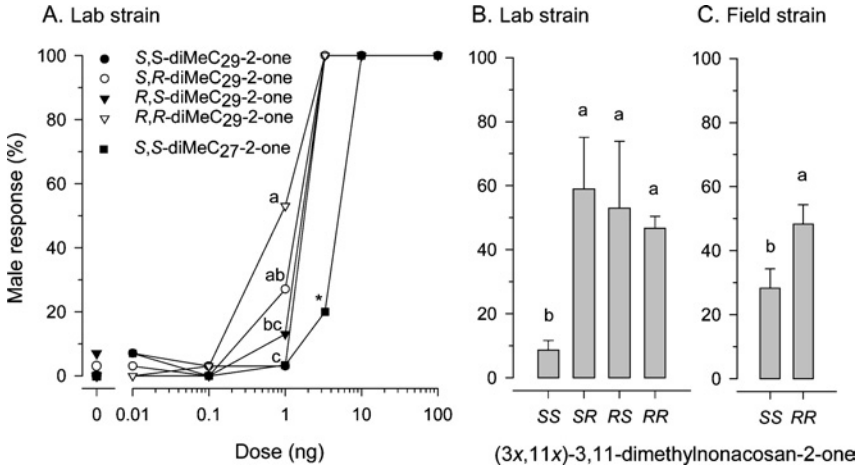 A. Lab strain
B. Lab strain
C. Field strain
Male response (%)
100
80
60
40
20
0
S,S-diMeC29-2-one
S,R-diMeC29-2-one
R,S-diMeC29-2-one
R,R-diMeC29-2-one
S,S-diMeC27-2-one
a
ab
bc
c
*
0
0.01
0.1
1
10
100
Dose (ng)
100
80
60
40
20
0
b
a
a
a
SS
SR
RS
RR
100
80
60
40
20
0
b
a
SS
RR
(3x,11x)-3,11-dimethylnonacosan-2-one